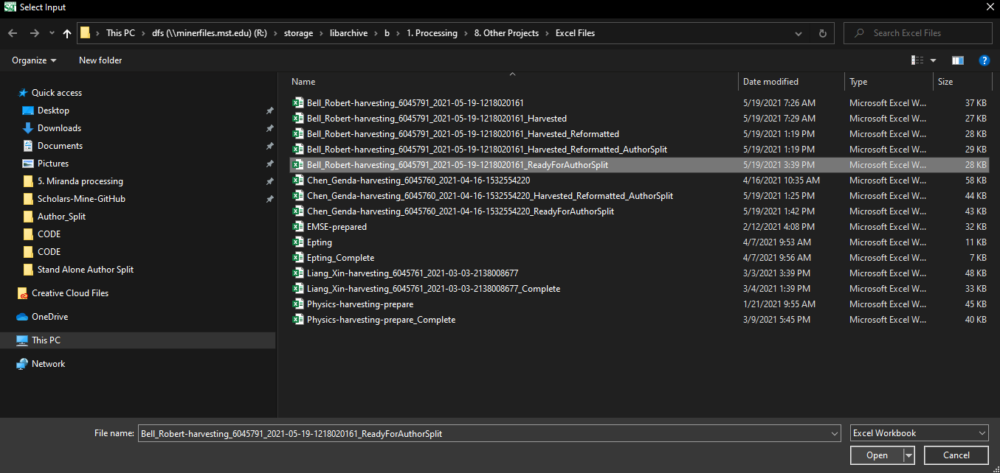 S&T Select Input
This PC dfs (\\minerfiles.mst.edu) (R:) storage libarchive b 1. Processing 8. Other Projects Excel Files Search Excel Files
Organize New folder
Name Date modified Type Size
Quick access
Desktop
Downloads
Documents
Pictures
5. Miranda processing
Scholars-Mine-GitHub
Author_Split
CODE
CODE
Stand Alone Author Split
Creative Cloud Files
OneDrive
This PC
Network
Bell_Robert-harvesting_6045791_2021-05-19-1218020161 5/19/2021 7:26 AM Microsoft Excel W... 37 KB
Bell_Robert-harvesting_6045791_2021-05-19-1218020161_Harvested 5/19/2021 7:29 AM Microsoft Excel W... 27 KB
Bell_Robert-harvesting_6045791_2021-05-19-1218020161_Harvested_Reformatted 5/19/2021 1:19 PM Microsoft Excel W... 28 KB
Bell_Robert-harvesting_6045791_2021-05-19-1218020161_Harvested_Reformatted_AuthorSplit 5/19/2021 1:19 PM Microsoft Excel W... 29 KB
Bell_Robert-harvesting_6045791_2021-05-19-1218020161_ReadyForAuthorSplit 5/19/2021 3:39 PM Microsoft Excel W... 28 KB
Chen_Genda-harvesting_6045760_2021-04-16-1532554220 4/16/2021 10:35 AM Microsoft Excel W... 58 KB
Chen_Genda-harvesting_6045760_2021-04-16-1532554220_Harvested_Reformatted_AuthorSplit 5/19/2021 1:25 PM Microsoft Excel W... 44 KB
Chen_Genda-harvesting_6045760_2021-04-16-1532554220_ReadyForAuthorSplit 5/19/2021 1:42 PM Microsoft Excel W... 43 KB
EMSE-prepared 2/12/2021 4:08 PM Microsoft Excel W... 32 KB
Epting 4/7/2021 9:53 AM Microsoft Excel W... 11 KB
Epting_Complete 4/7/2021 9:56 AM Microsoft Excel W... 7 KB
Liang_Xin-harvesting_6045761_2021-03-03-2138008677 3/3/2021 3:39 PM Microsoft Excel W... 48 KB
Liang_Xin-harvesting_6045761_2021-03-03-2138008677_Complete 3/4/2021 1:39 PM Microsoft Excel W... 33 KB
Physics-harvesting-prepare 1/21/2021 9:55 AM Microsoft Excel W... 45 KB
Physics-harvesting-prepare_Complete 3/9/2021 5:45 PM Microsoft Excel W... 40 KB
File name: Bell_Robert-harvesting_6045791_2021-05-19-1218020161_ReadyForAuthorSplit Excel Workbook
Open Cancel